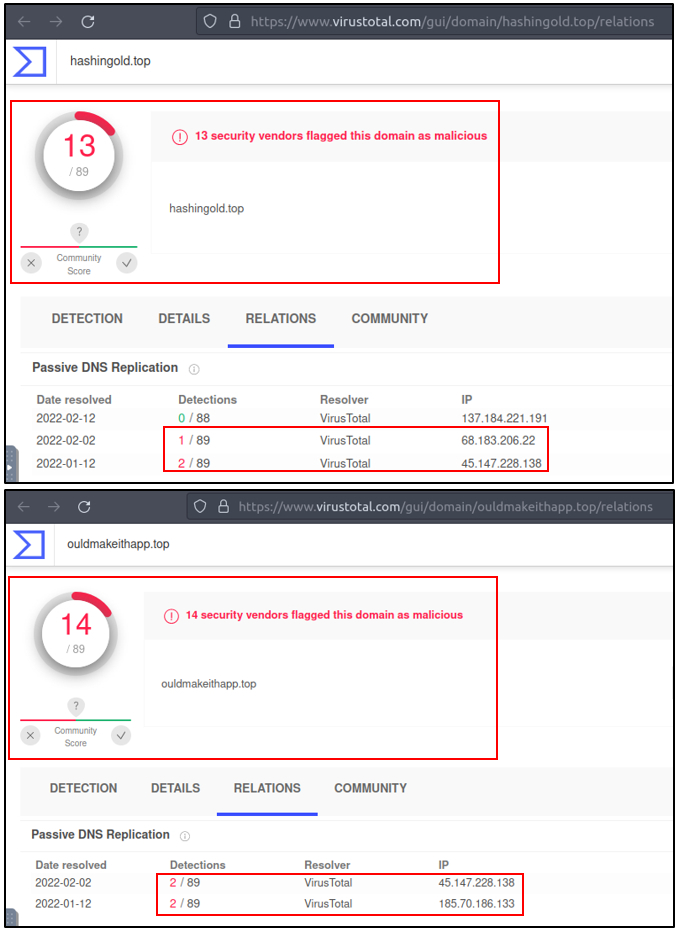 https://www.virustotal.com/gui/domain/hashingold.top/relations
hashingold.top
13
/ 89
13 security vendors flagged this domain as malicious
hashingold.top
?
Community
Score
DETECTION DETAILS RELATIONS COMMUNITY
Passive DNS Replication
Date resolved Detections Resolver IP
2022-02-12 0 / 88 VirusTotal 137.184.221.191
2022-02-02 1 / 89 VirusTotal 68.183.206.22
2022-01-12 2 / 89 VirusTotal 45.147.228.138
https://www.virustotal.com/gui/domain/ouldmakeithapp.top/relations
ouldmakeithapp.top
14
/ 89
14 security vendors flagged this domain as malicious
ouldmakeithapp.top
?
Community
Score
DETECTION DETAILS RELATIONS COMMUNITY
Passive DNS Replication
Date resolved Detections Resolver IP
2022-02-02 2 / 89 VirusTotal 45.147.228.138
2022-01-12 2 / 89 VirusTotal 185.70.186.133